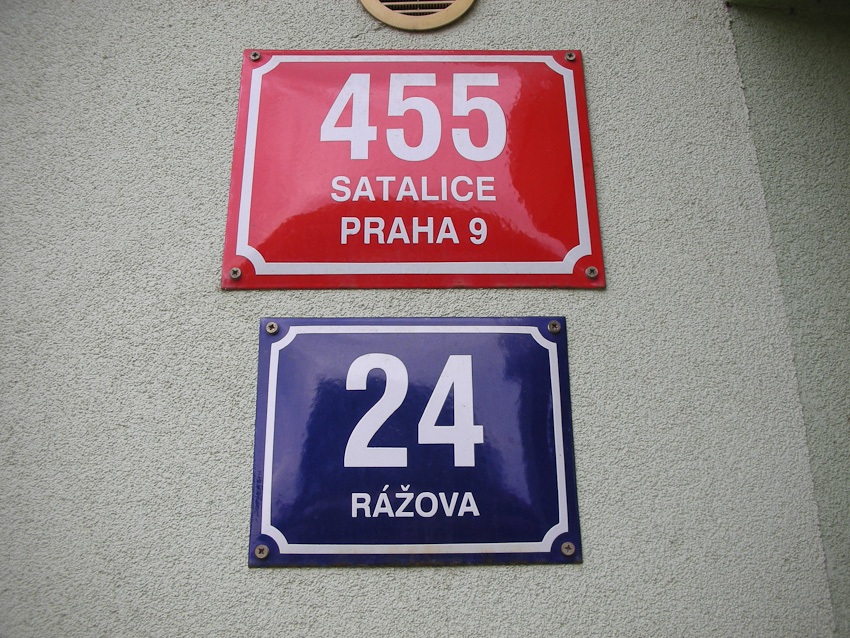 455
SATALICE
PRAHA 9
24
RÁŽOVA